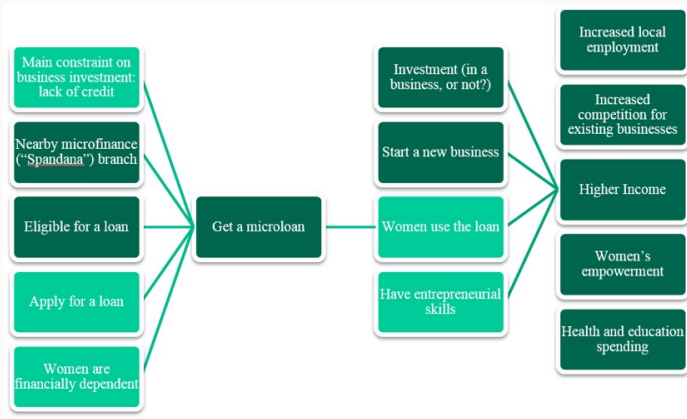 Main constraint on
business investment:
lack of credit
Nearby microfinance
(“Spandana”) branch
Eligible for a loan
Apply for a loan
Women are
financially dependent
Get a microloan
Investment (in a
business, or not?)
Start a new business
Women use the loan
Have entrepreneurial
skills
Increased local
employment
Increased
competition for
existing businesses
Higher Income
Women’s
empowerment
Health and education
spending